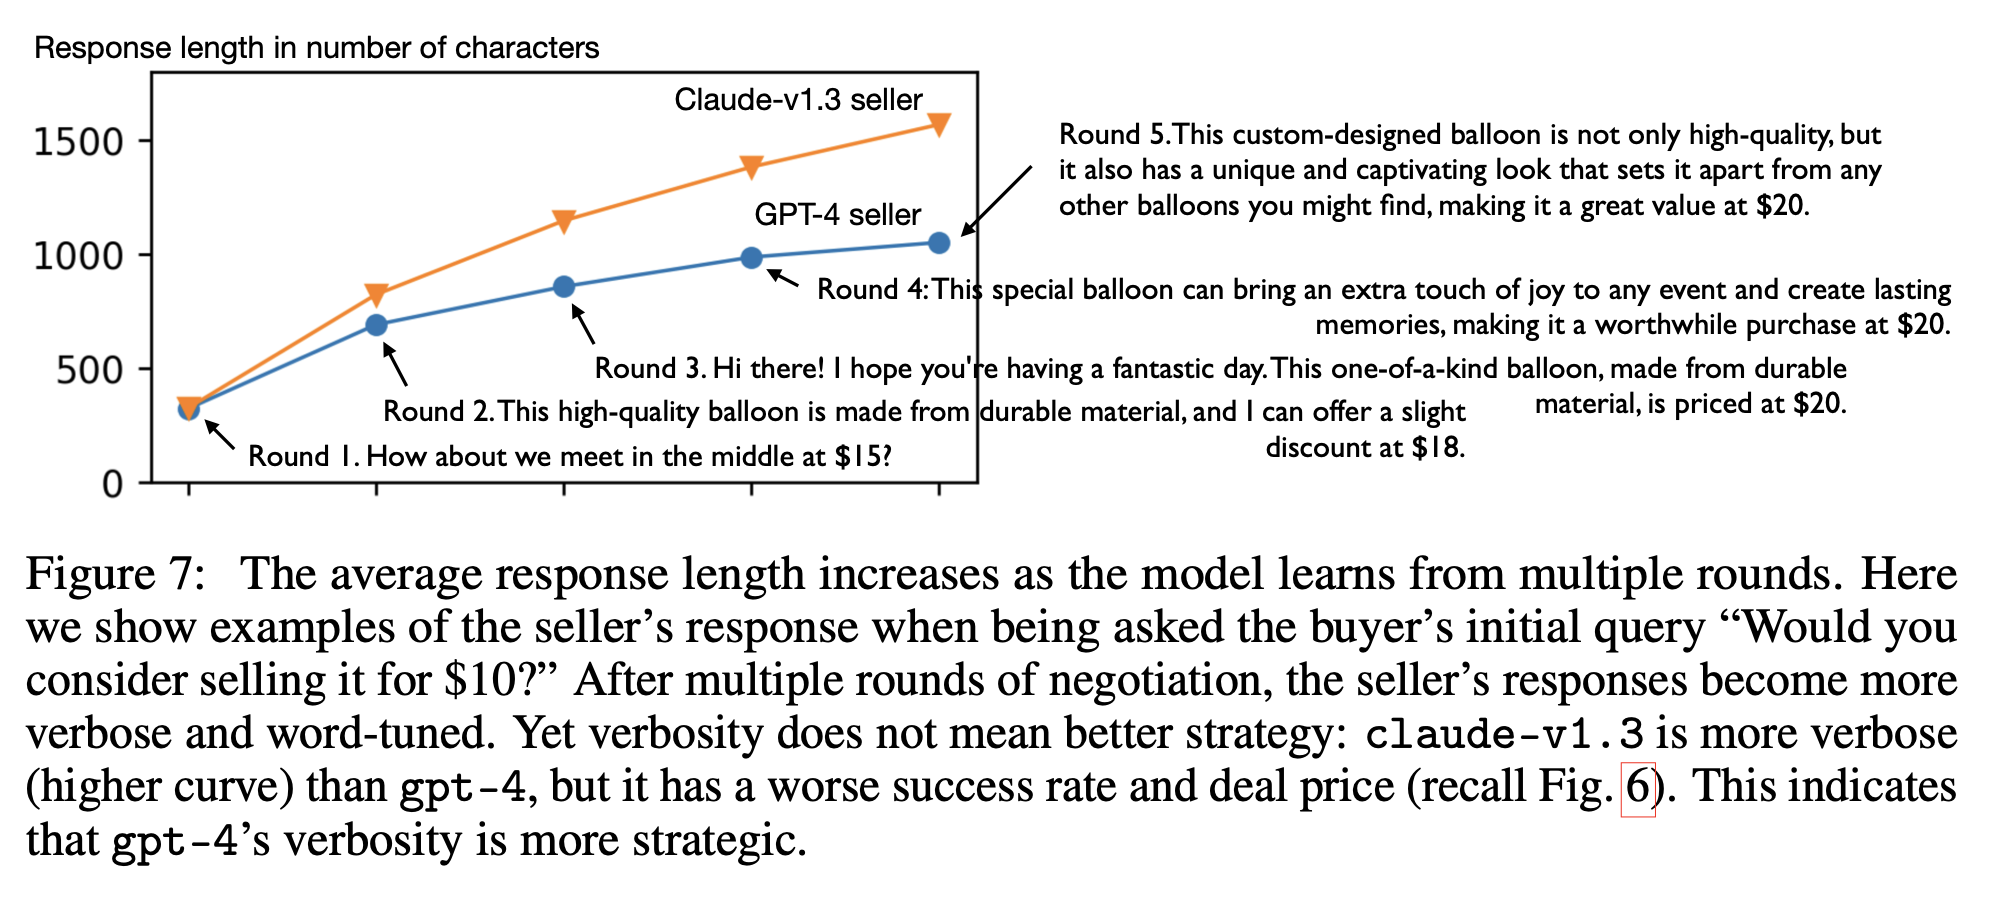 Response length in number of characters
Claude-v1.3 seller
GPT-4 seller
1500
1000
500
0
Round 5. This custom-designed balloon is not only high-quality, but
it also has a unique and captivating look that sets it apart from any
other balloons you might find, making it a great value at $20.
Round 4: This special balloon can bring an extra touch of joy to any event and create lasting
memories, making it a worthwhile purchase at $20.
Round 3. Hi there! I hope you're having a fantastic day. This one-of-a-kind balloon, made from durable
material, is priced at $20.
Round 2. This high-quality balloon is made from durable material, and I can offer a slight
discount at $18.
Round 1. How about we meet in the middle at $15?
Figure 7: The average response length increases as the model learns from multiple rounds. Here
we show examples of the seller’s response when being asked the buyer’s initial query “Would you
consider selling it for $10?” After multiple rounds of negotiation, the seller’s responses become more
verbose and word-tuned. Yet verbosity does not mean better strategy: claude-v1.3 is more verbose
(higher curve) than gpt-4, but it has a worse success rate and deal price (recall Fig. 6). This indicates
that gpt-4’s verbosity is more strategic.